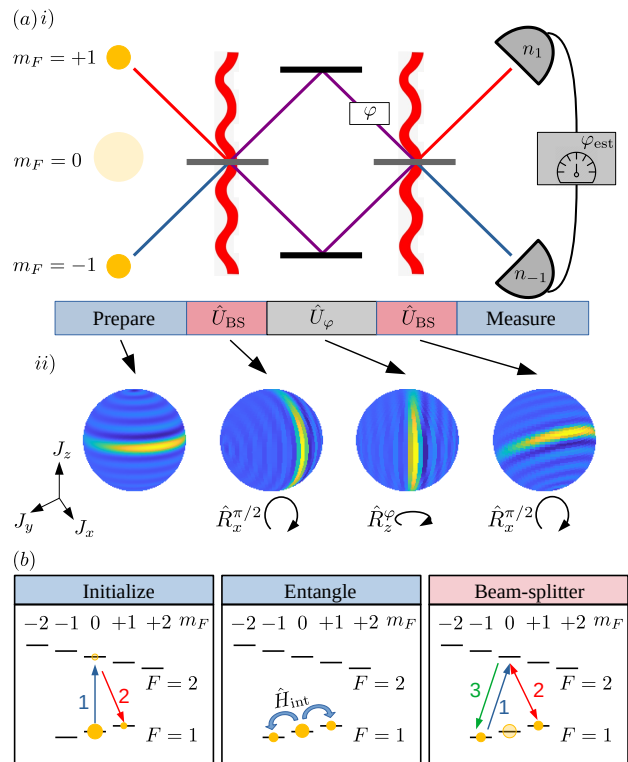 (a) i)
m_F = +1
n_1
φ
φ_est
m_F = 0
m_F = −1
n_{−1}
Prepare Û_BS Û_φ Û_BS Measure
ii)
J_z
J_y J_x
R̂_x^{π/2} R̂_z^φ R̂_x^{π/2}
(b)
Initialize
−2 −1 0 +1 +2 m_F
F = 2
1 2
F = 1
Entangle
−2 −1 0 +1 +2 m_F
F = 2
Ĥ_int
F = 1
Beam-splitter
−2 −1 0 +1 +2 m_F
F = 2
3 1 2
F = 1